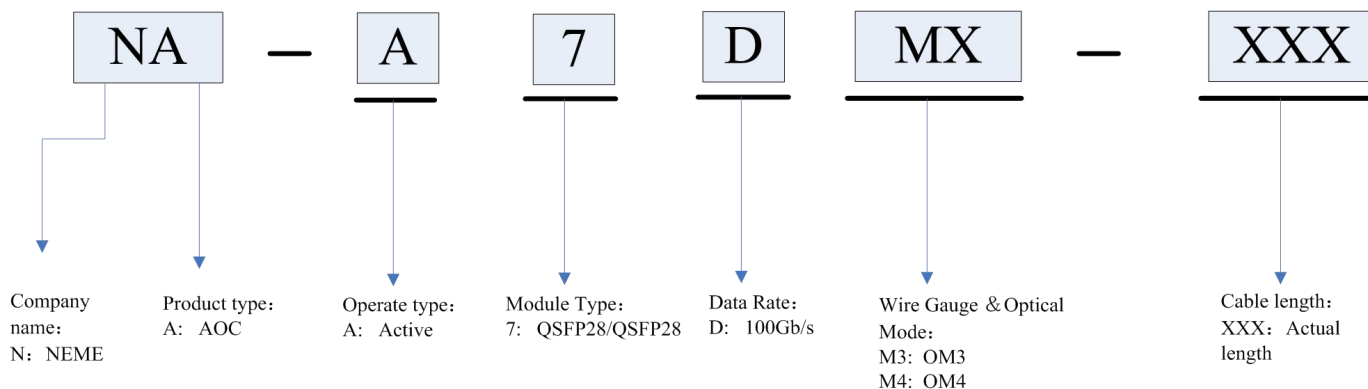 NA — A 7 D MX — XXX
Company
name:
N: NEME
Product type:
A: AOC
Operate type:
A: Active
Module Type:
7: QSFP28/QSFP28
Data Rate:
D: 100Gb/s
Wire Gauge &Optical
Mode:
M3: OM3
M4: OM4
Cable length:
XXX: Actual
length